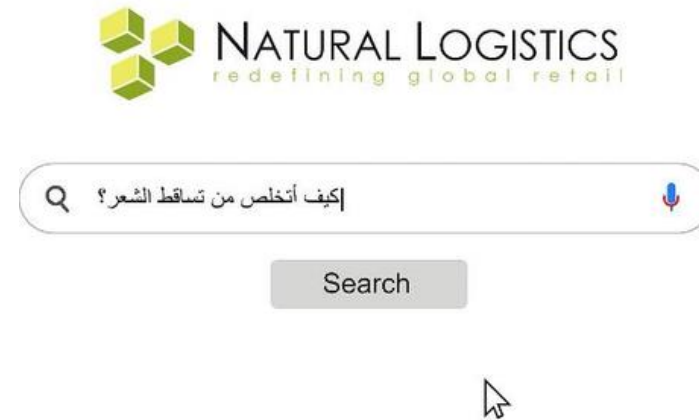 NATURAL LOGISTICS
redefining global retail
كيف أتخلص من تساقط الشعر؟
Search